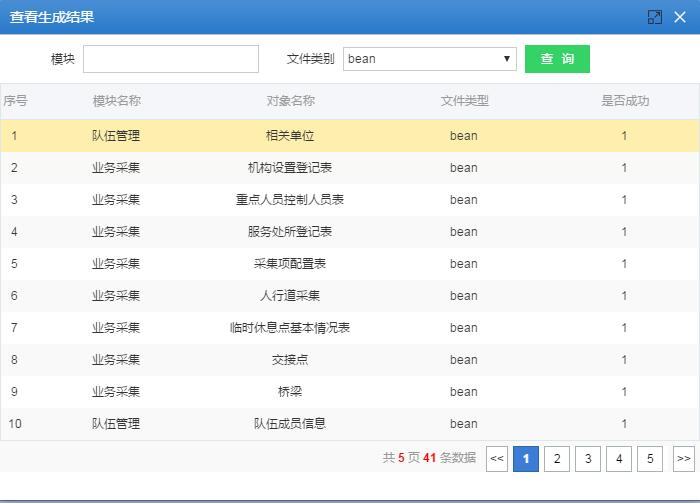 查看生成结果
模块 文件类别 bean 查 询
序号 模块名称 对象名称 文件类型 是否成功
1 队伍管理 相关单位 bean 1
2 业务采集 机构设置登记表 bean 1
3 业务采集 重点人员控制人员表 bean 1
4 业务采集 服务处所登记表 bean 1
5 业务采集 采集项配置表 bean 1
6 业务采集 人行道采集 bean 1
7 业务采集 临时休息点基本情况表 bean 1
8 业务采集 交接点 bean 1
9 业务采集 桥梁 bean 1
10 队伍管理 队伍成员信息 bean 1
共 5 页 41 条数据 << 1 2 3 4 5 >>